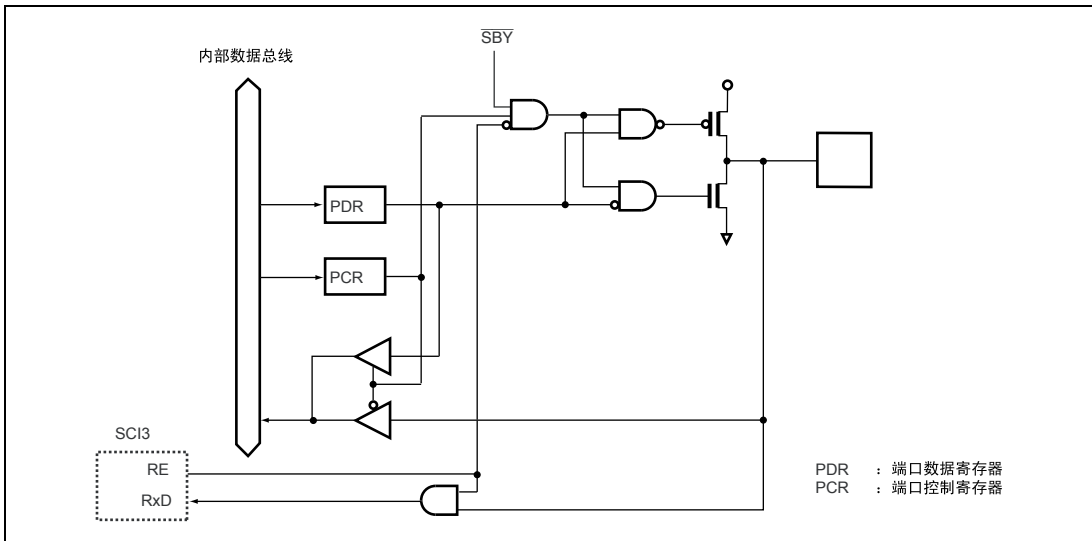 SBY
内部数据总线
PDR
PCR
SCI3
RE
RxD
PDR : 端口数据寄存器
PCR : 端口控制寄存器